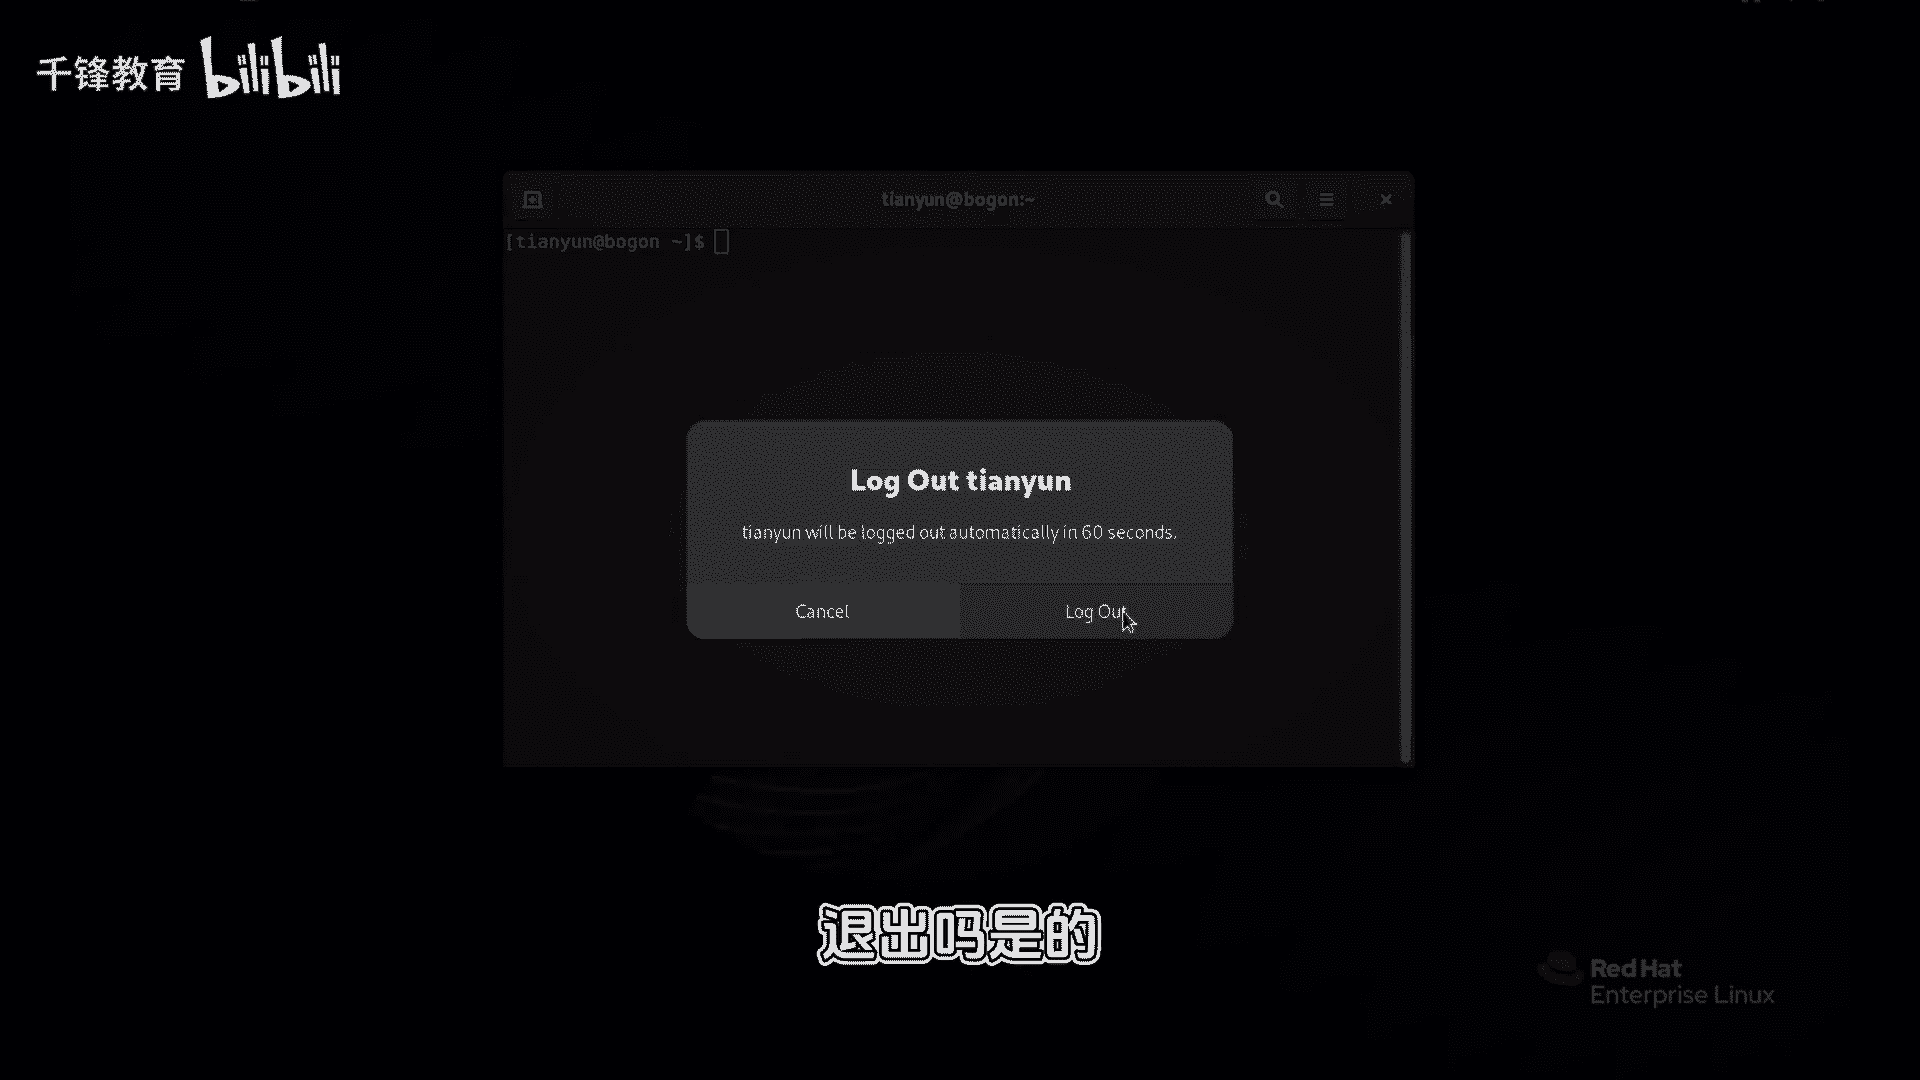 千锋教育 bilibili
tianyun@bogon:~
[tianyun@bogon ~]$
Log Out tianyun
tianyun will be logged out automatically in 60 seconds.
Cancel
Log Out
退出吗是的
Red Hat
Enterprise Linux